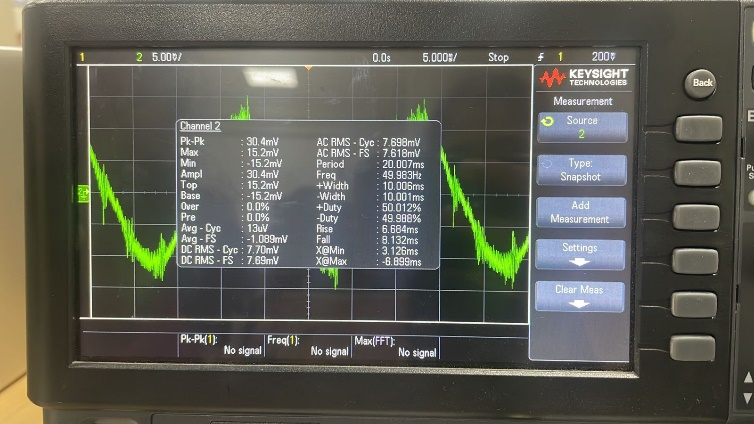 1 2 5.00V/ 0.0s 5.000s/ Stop 1 200V
KEYSIGHT
TECHNOLOGIES
Measurement
Source
2
Type:
Snapshot
Add
Measurement
Settings
Clear Meas
Back
Channel 2
Pk-Pk : 30.4mV
Max : 15.2mV
Min : -15.2mV
Ampl : 30.4mV
Top : 15.2mV
Base : -15.2mV
Over : 0.0%
Pre : 0.0%
Avg - Cyc : 13uV
Avg - FS : -1.089mV
DC RMS - Cyc : 7.70mV
DC RMS - FS : 7.69mV
AC RMS - Cyc : 7.698mV
AC RMS - FS : 7.618mV
Period : 20.007ms
Freq : 49.983Hz
+Width : 10.006ms
-Width : 10.001ms
+Duty : 50.012%
-Duty : 49.988%
Rise : 6.684ms
Fall : 8.132ms
X@Min : 3.126ms
X@Max : -6.899ms
Pk-Pk(1):
No signal
Freq(1):
No signal
Max(FFT):
No signal